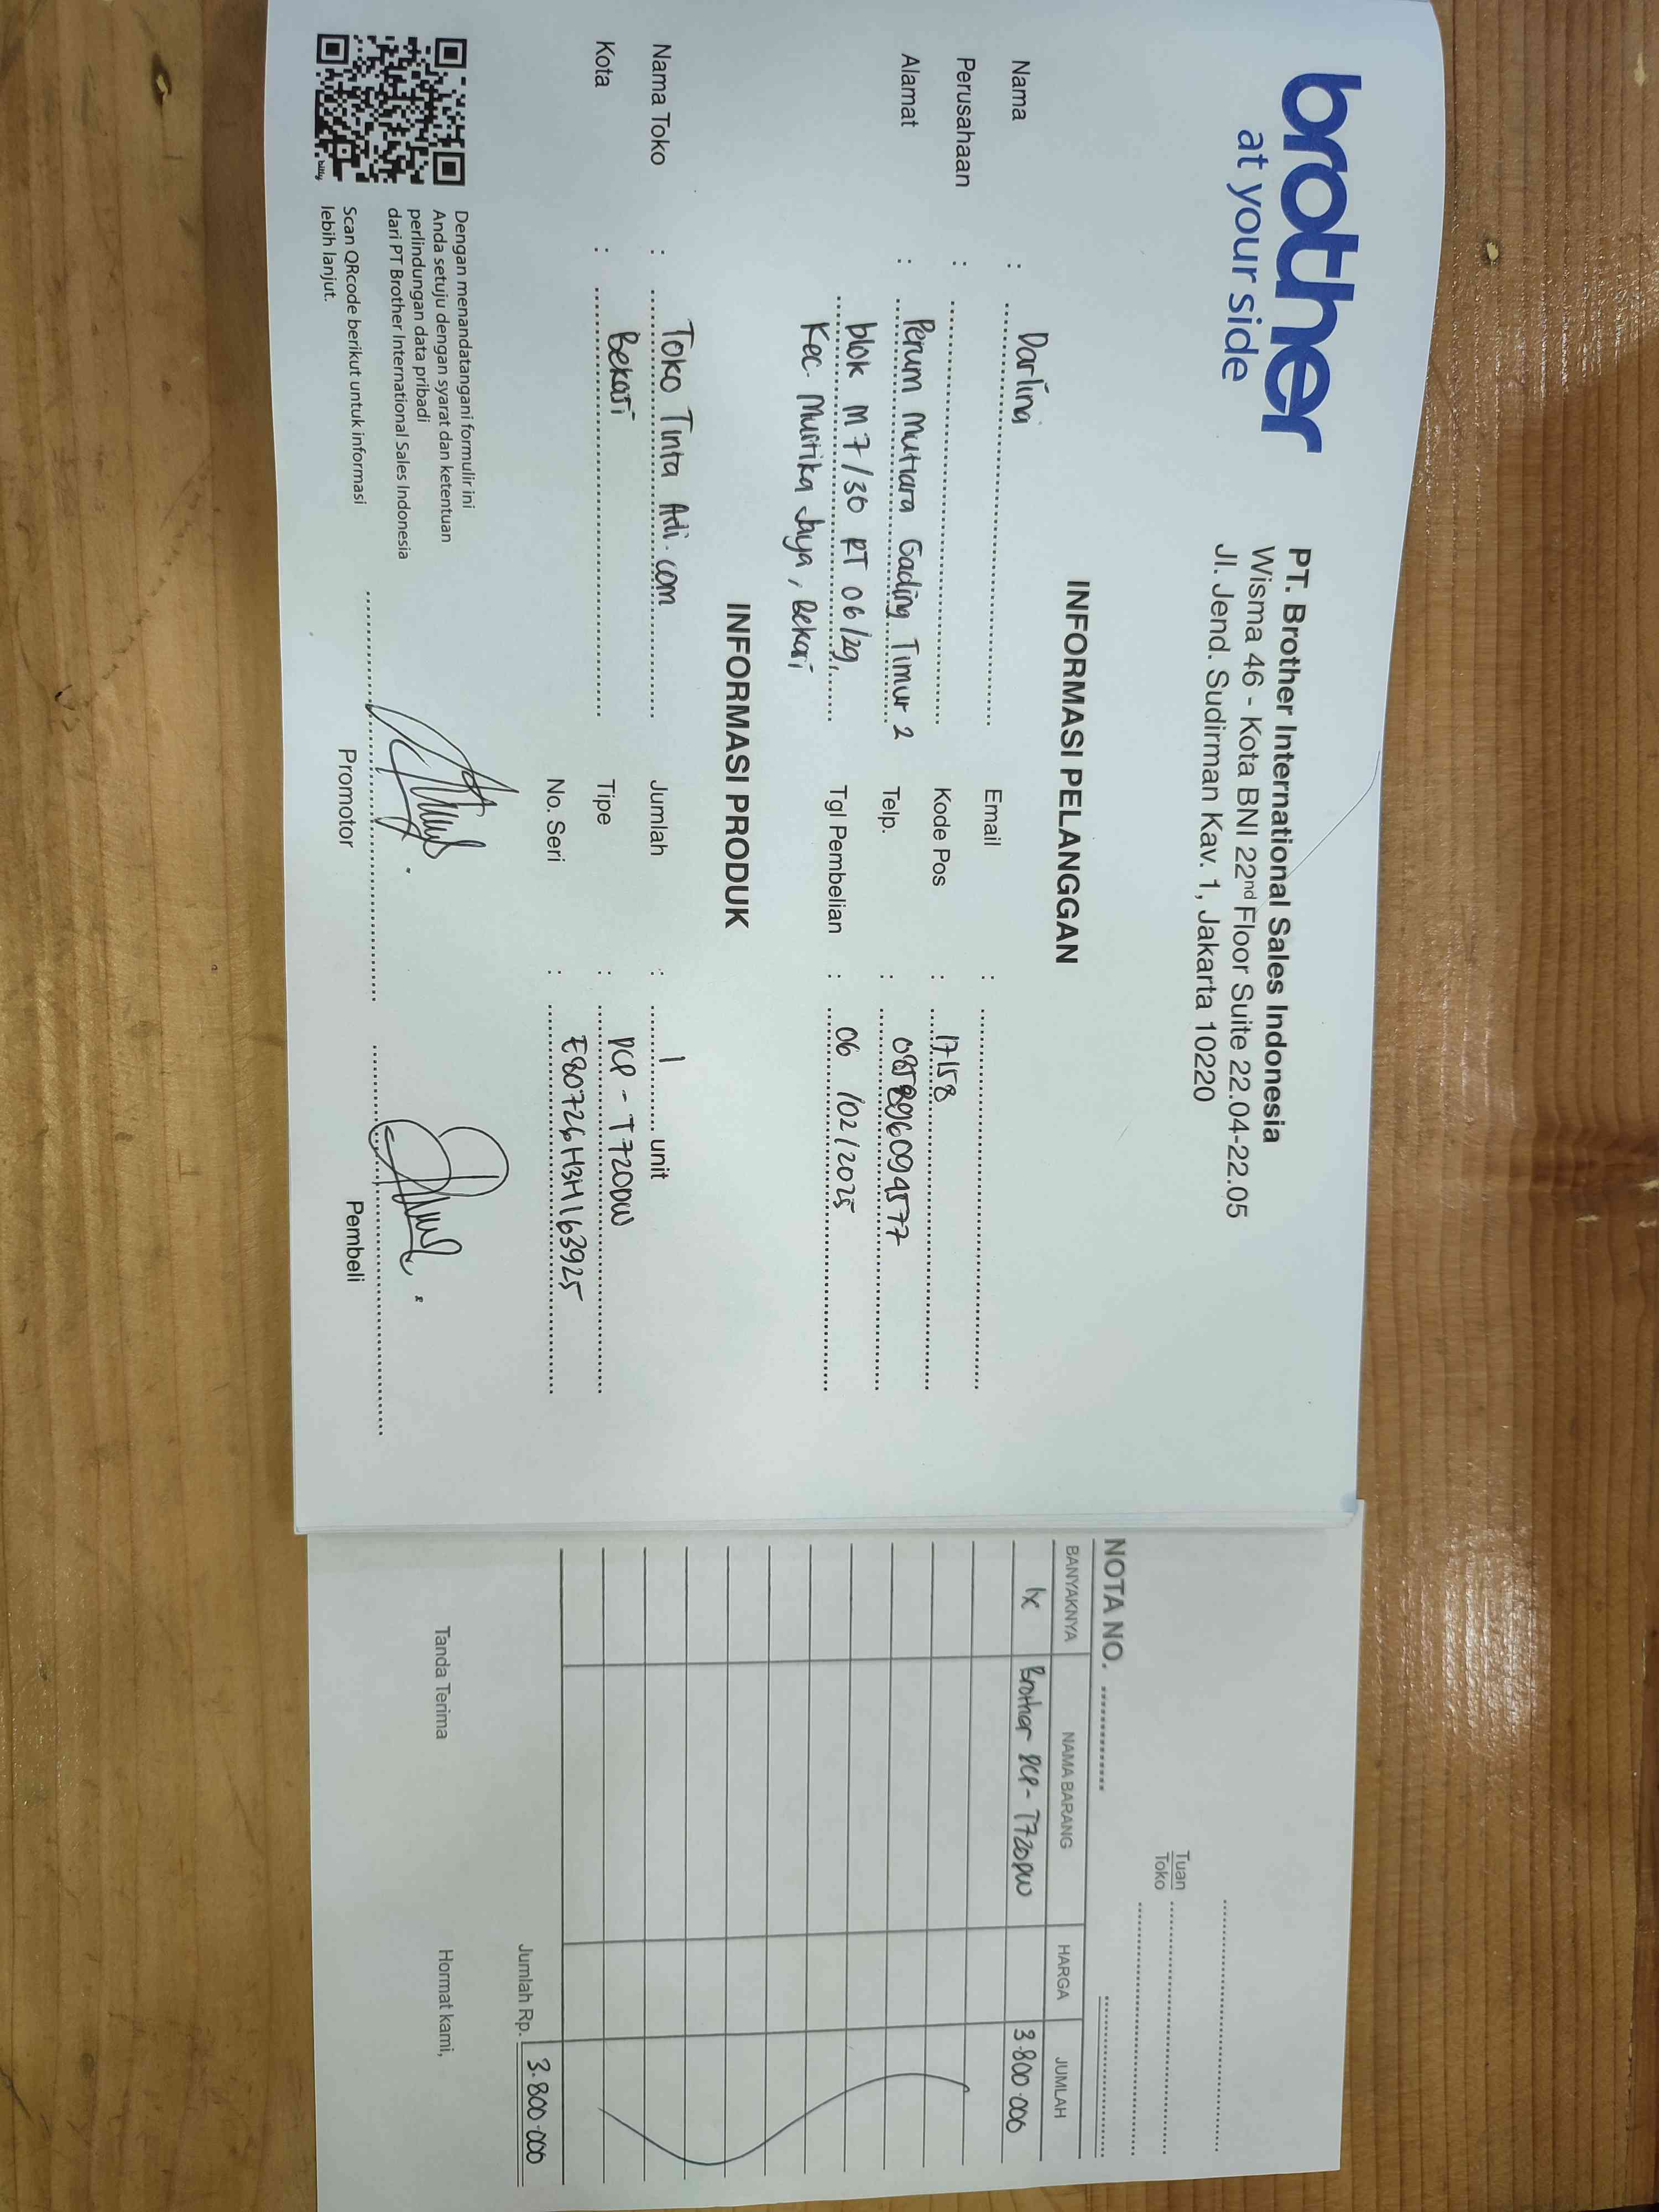 brother
at your side
PT. Brother International Sales Indonesia
Wisma 46 - Kota BNI 22nd Floor Suite 22.04-22.05
Jl. Jend. Sudirman Kav. 1, Jakarta 10220
INFORMASI PELANGGAN
Nama : Darlina
Perusahaan :
Alamat : Perum Mutiara Gading Timur 2
blok M7/30 RT 06/29,
Kec. Mustika Jaya, Bekasi
Email :
Kode Pos : 17158
Telp. : 085896094577
Tgl Pembelian : 06 /02/2025
INFORMASI PRODUK
Nama Toko : Toko Tinta Adi.com
Kota : Bekasi
Jumlah : 1 unit
Tipe : DCP - T720DW
No. Seri : E80726H3H163925
Dengan menandatangani formulir ini
Anda setuju dengan syarat dan ketentuan
perlindungan data pribadi
dari PT Brother International Sales Indonesia
Scan QRcode berikut untuk informasi
lebih lanjut.
Promotor
Pembeli
Tuan
Toko
NOTA NO.
BANYAKNYA NAMA BARANG HARGA JUMLAH
1x Brother DCP - T720DW 3.800.000
Jumlah Rp. 3.800.000
Tanda Terima Hormat kami,